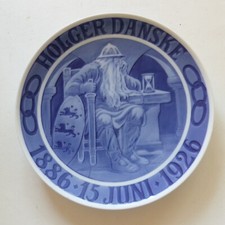 HOLGER DANSKE
1886 · 15 JUNI · 1926